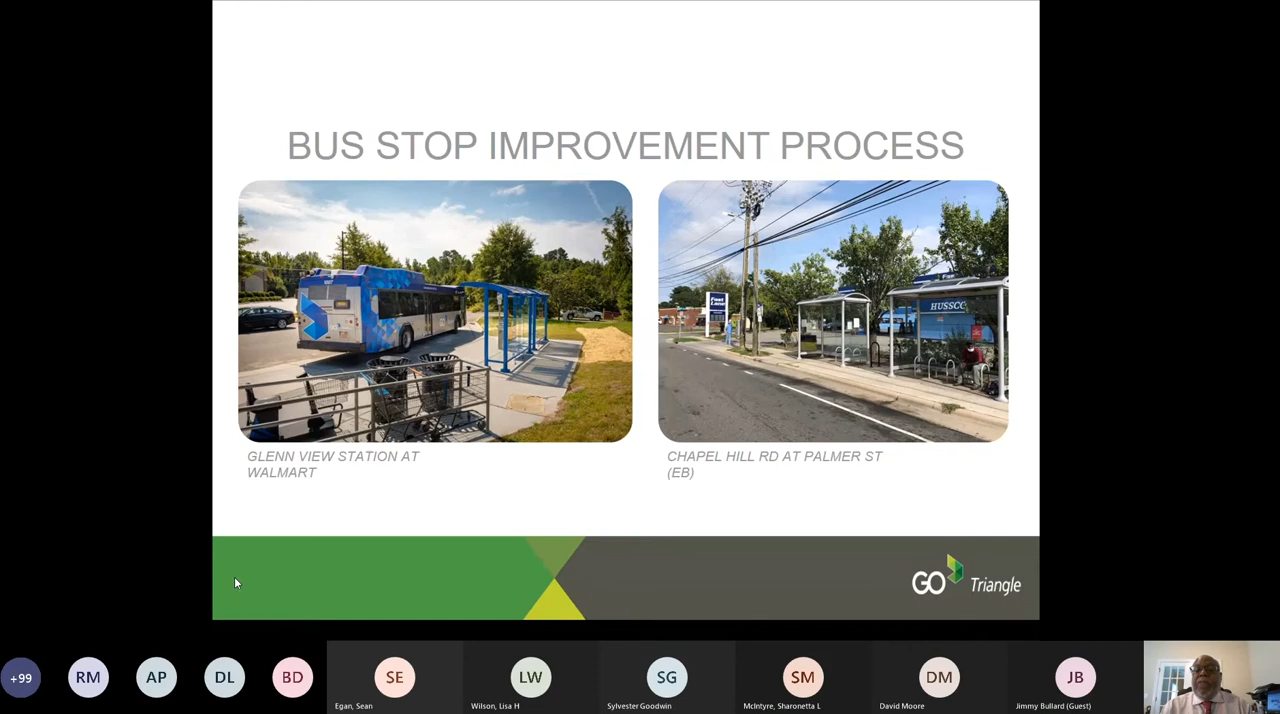 BUS STOP IMPROVEMENT PROCESS
HUSSCC
GLENN VIEW STATION AT
WALMART
CHAPEL HILL RD AT PALMER ST
(EB)
GO
Triangle
+99
RM
AP
DL
BD
SE
LW
SG
SM
DM
JB
Egan, Sean
Wilson, Lisa H
Sylvester Goodwin
McIntyre, Sharonetta L
David Moore
Jimmy Bullard (Guest)